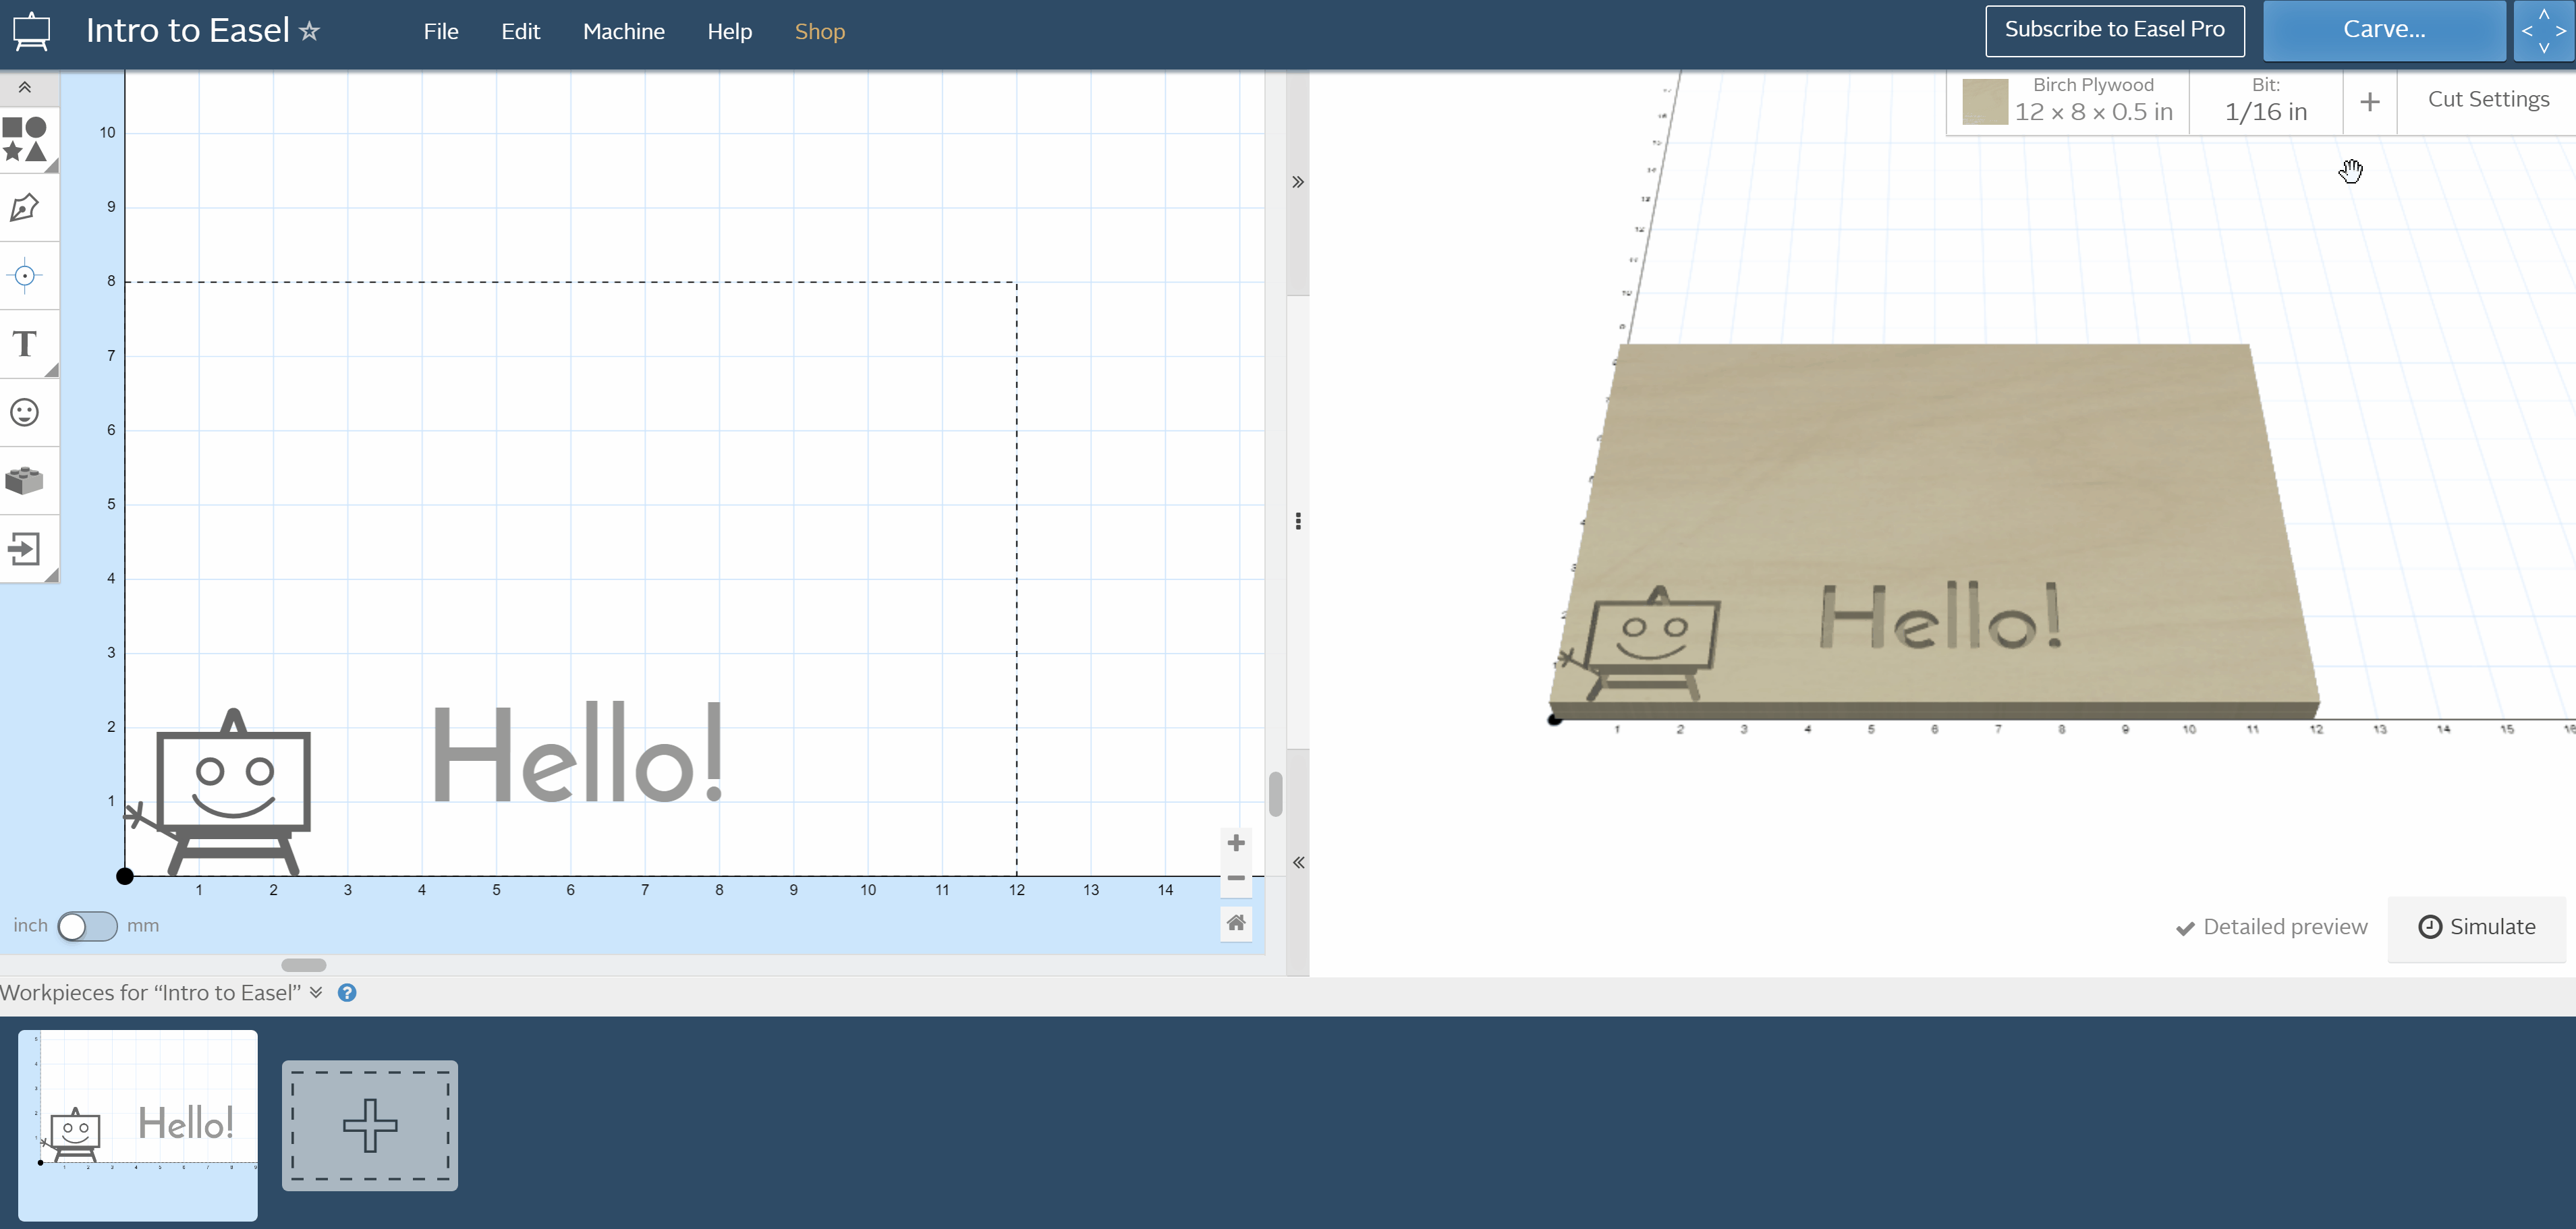 Intro to Easel
File Edit Machine Help Shop
Subscribe to Easel Pro
Carve...
Birch Plywood
12 × 8 × 0.5 in
Bit:
1/16 in
Cut Settings
10
9
8
7
6
5
4
3
2
1
Hello!
1 2 3 4 5 6 7 8 9 10 11 12 13 14
inch mm
Hello!
1 2 3 4 5 6 7 8 9 10 11 12 13 14 15 16
Detailed preview
Simulate
Workpieces for “Intro to Easel” ?
Hello!